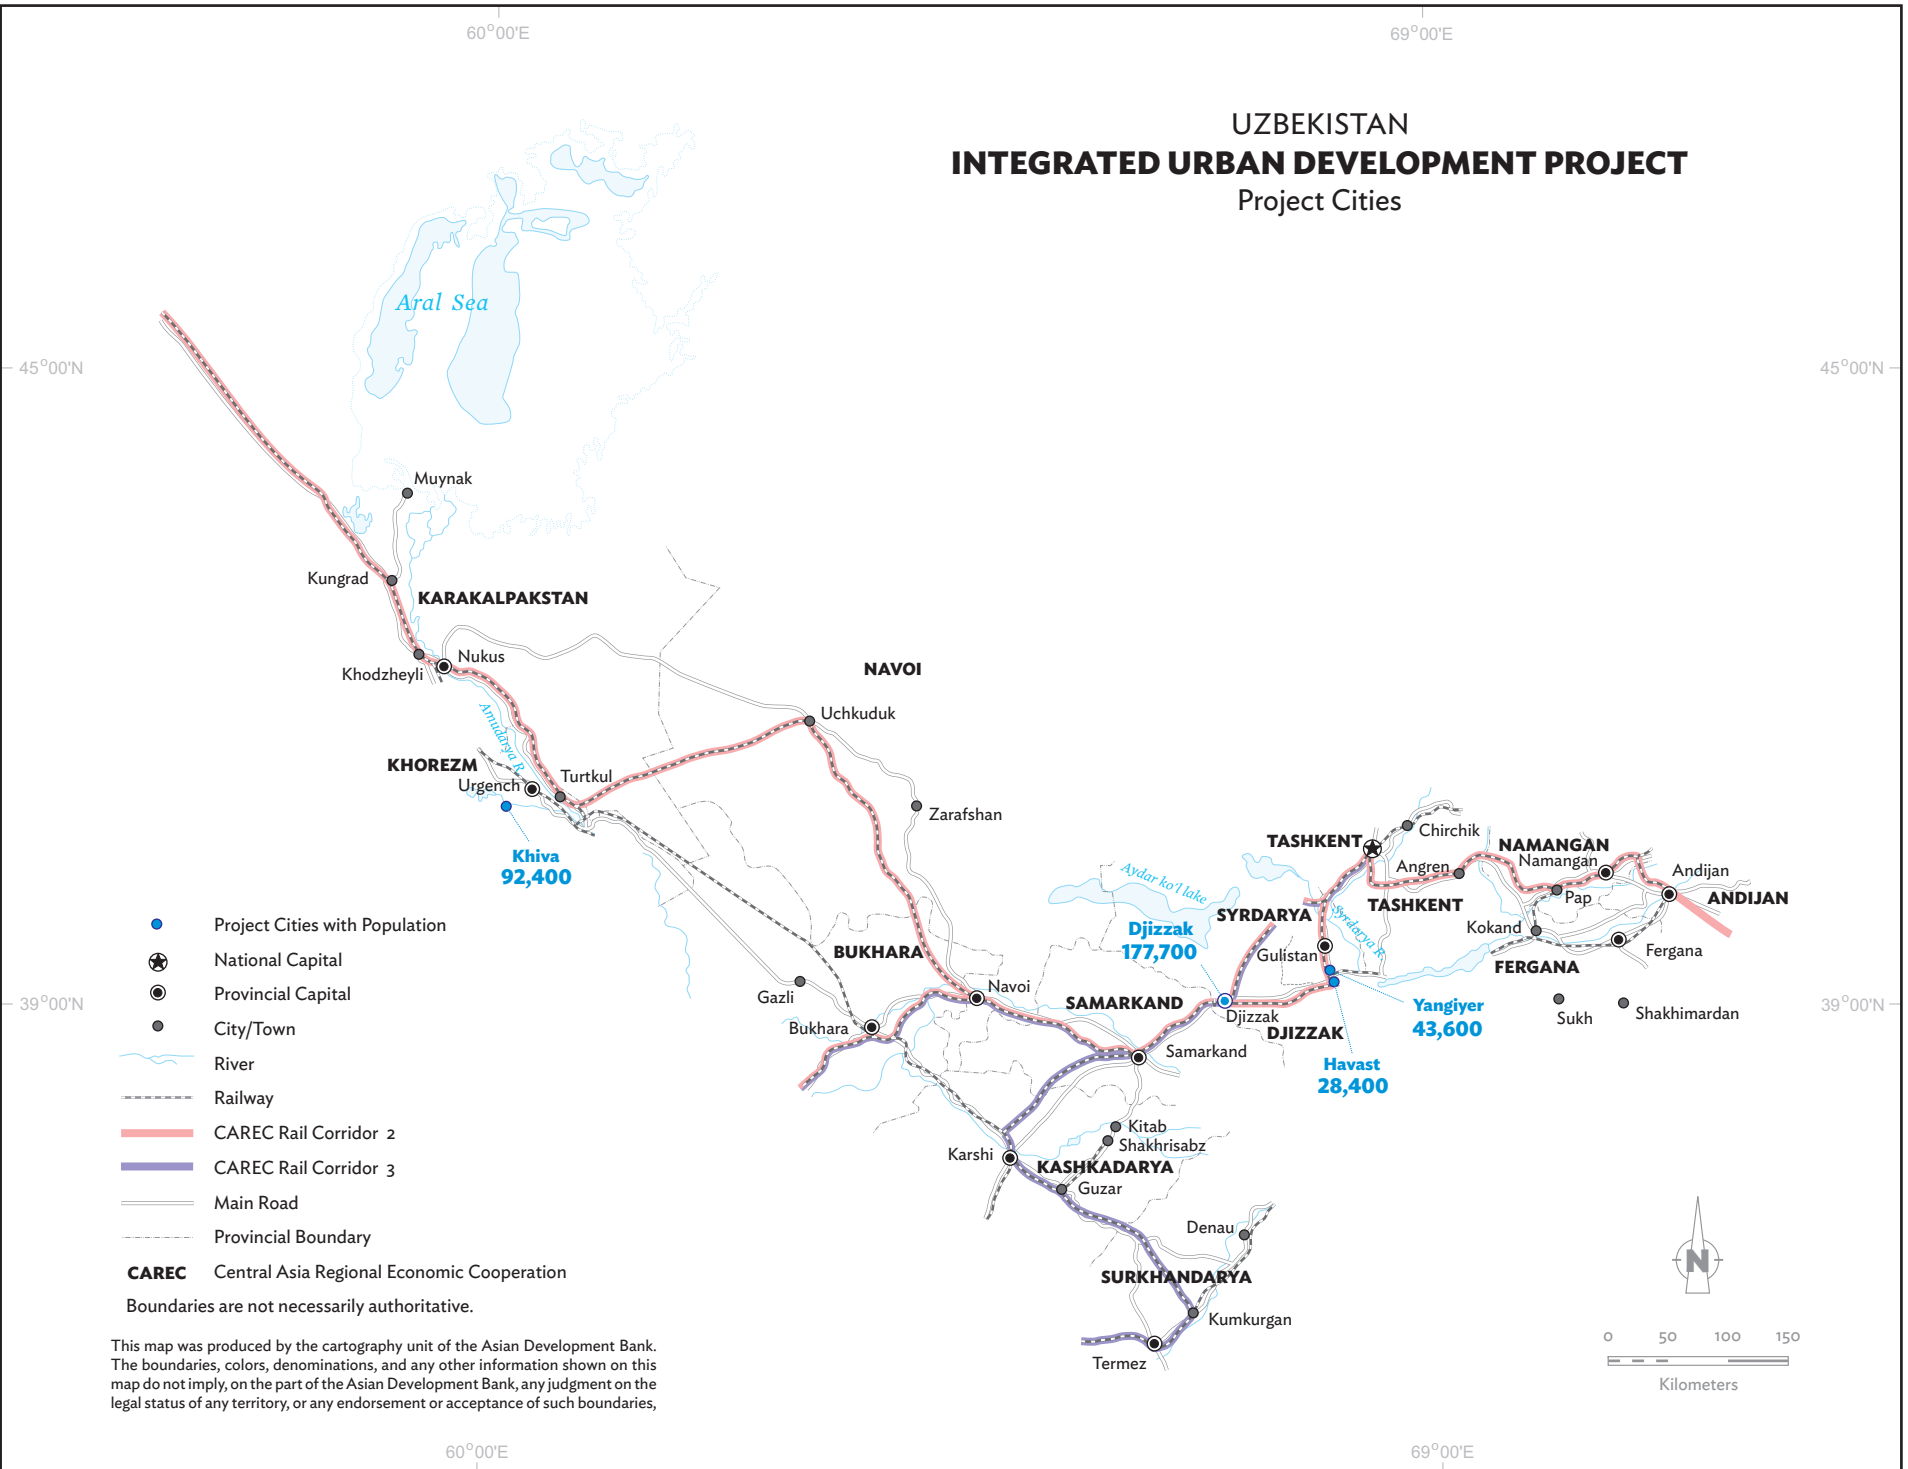 60°00'E
69°00'E
UZBEKISTAN
INTEGRATED URBAN DEVELOPMENT PROJECT
Project Cities
Aral Sea
45°00'N
45°00'N
Muynak
Kungrad
KARAKALPAKSTAN
Nukus
Khodzheyli
NAVOI
Uchkuduk
Amudarya R
KHOREZM
Urgench
Turtkul
Zarafshan
Khiva
92,400
TASHKENT
Chirchik
NAMANGAN
Namangan
Angren
Andijan
ANDIJAN
Pap
TASHKENT
Aydar ko'l lake
SYRDARYA
Syrdarya R
Kokand
Fergana
FERGANA
Djizzak
177,700
Gulistan
BUKHARA
Navoi
Gazli
SAMARKAND
Djizzak
DJIZZAK
Yangiyer
43,600
Sukh
Shakhimardan
39°00'N
39°00'N
Bukhara
Samarkand
Havast
28,400
Kitab
Shakhrisabz
Karshi
KASHKADARYA
Guzar
Denau
SURKHANDARYA
Kumkurgan
Termez
Project Cities with Population
National Capital
Provincial Capital
City/Town
River
Railway
CAREC Rail Corridor 2
CAREC Rail Corridor 3
Main Road
Provincial Boundary
CAREC Central Asia Regional Economic Cooperation
Boundaries are not necessarily authoritative.
This map was produced by the cartography unit of the Asian Development Bank.
The boundaries, colors, denominations, and any other information shown on this
map do not imply, on the part of the Asian Development Bank, any judgment on the
legal status of any territory, or any endorsement or acceptance of such boundaries,
N
0 50 100 150
Kilometers
60°00'E
69°00'E